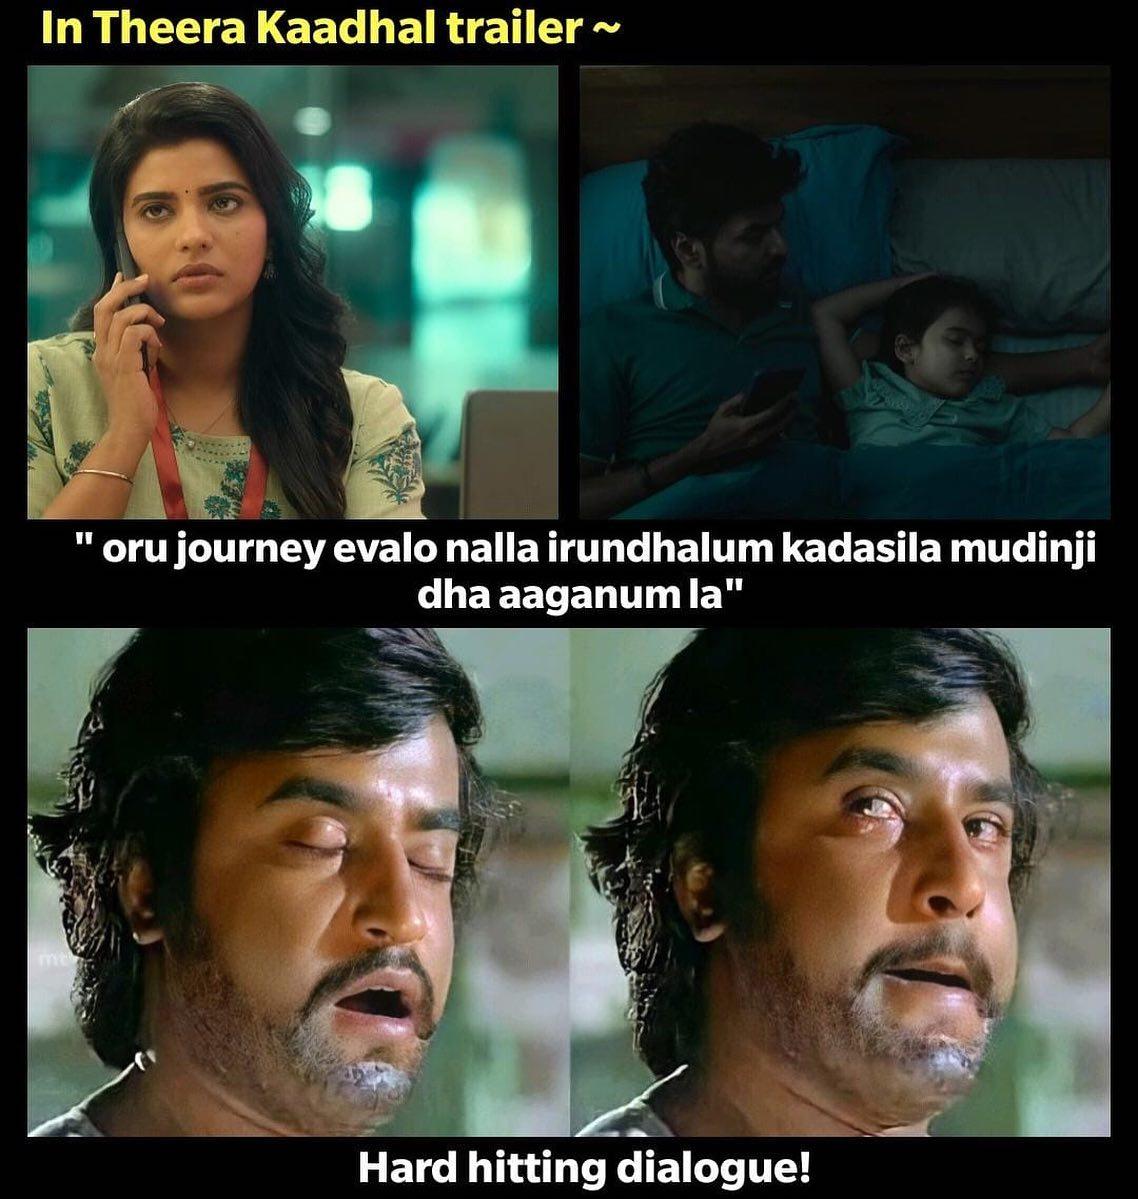 In Theera Kaadhal trailer ~
" oru journey evalo nalla irundhalum kadasila mudinji
dha aaganum la"
Hard hitting dialogue!